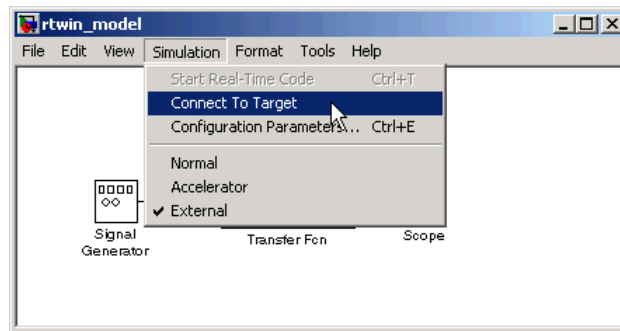 rtwin_model
File Edit View Simulation Format Tools Help
Start Real-Time Code Ctrl+T
Connect To Target
Configuration Parameters... Ctrl+E
Normal
Accelerator
External
Signal
Generator
Transfer Fcn
Scope